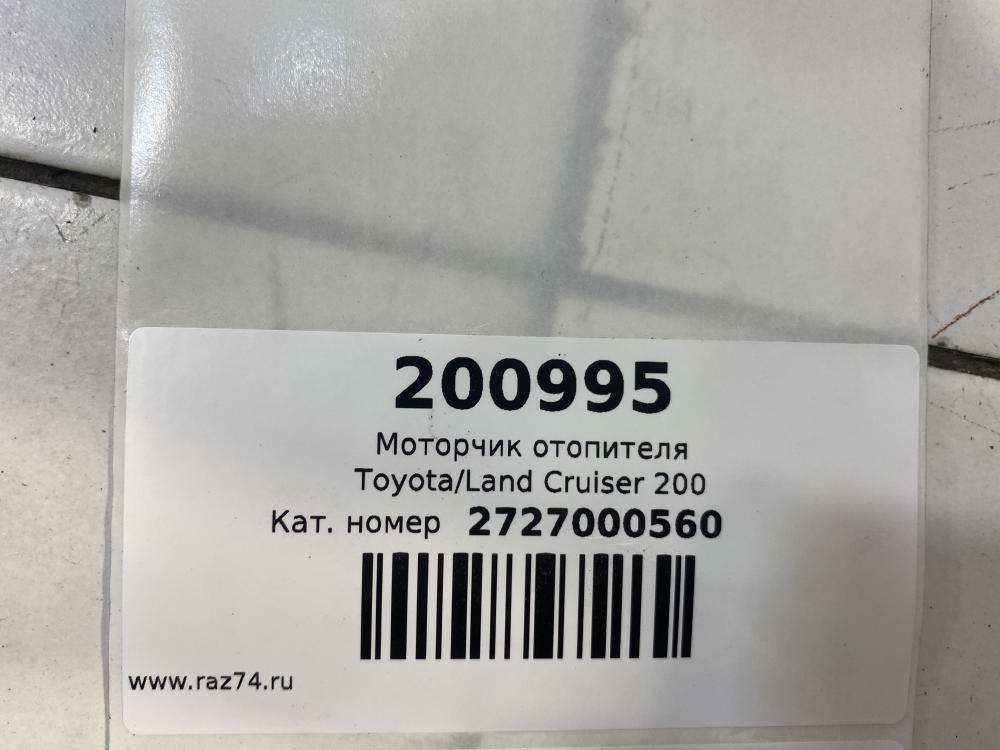 200995
Моторчик отопителя
Toyota/Land Cruiser 200
Кат. номер 2727000560
www.raz74.ru